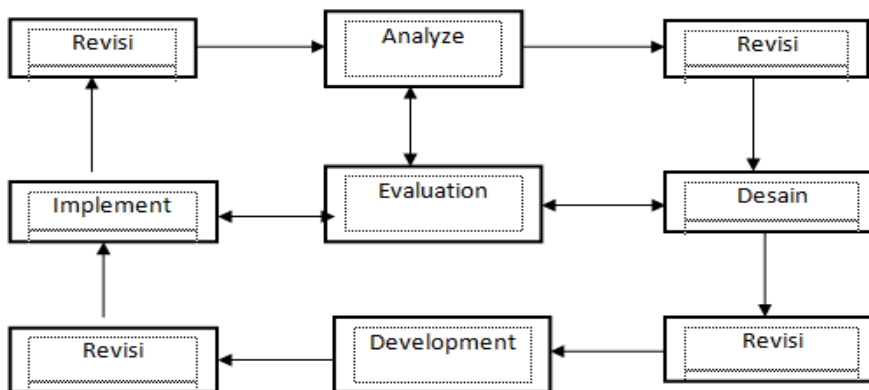 Revisi
Analyze
Revisi
Implement
Evaluation
Desain
Revisi
Development
Revisi